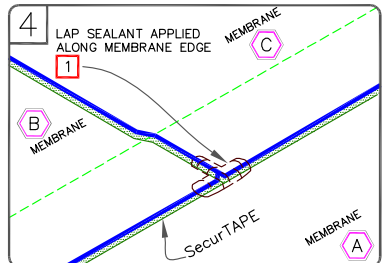 4
LAP SEALANT APPLIED
ALONG MEMBRANE EDGE
1
MEMBRANE
C
B
MEMBRANE
SecurTAPE
MEMBRANE
A